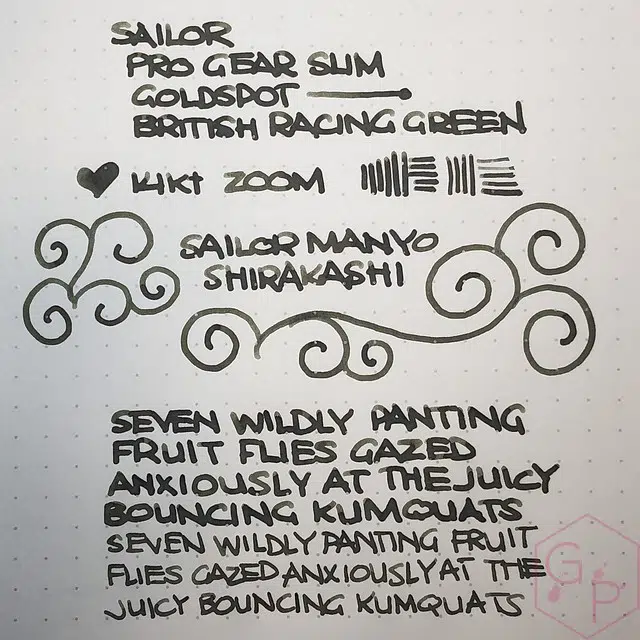 SAILOR
PRO GEAR SLIM
GOLDSPOT
BRITISH RACING GREEN
14kt ZOOM
SAILOR MANYO
SHIRAKASHI
SEVEN WILDLY PANTING
FRUIT FLIES GAZED
ANXIOUSLY AT THE JUICY
BOUNCING KUMQUATS
SEVEN WILDLY PANTING FRUIT
FLIES GAZED ANXIOUSLY AT THE
JUICY BOUNCING KUMQUATS
GP